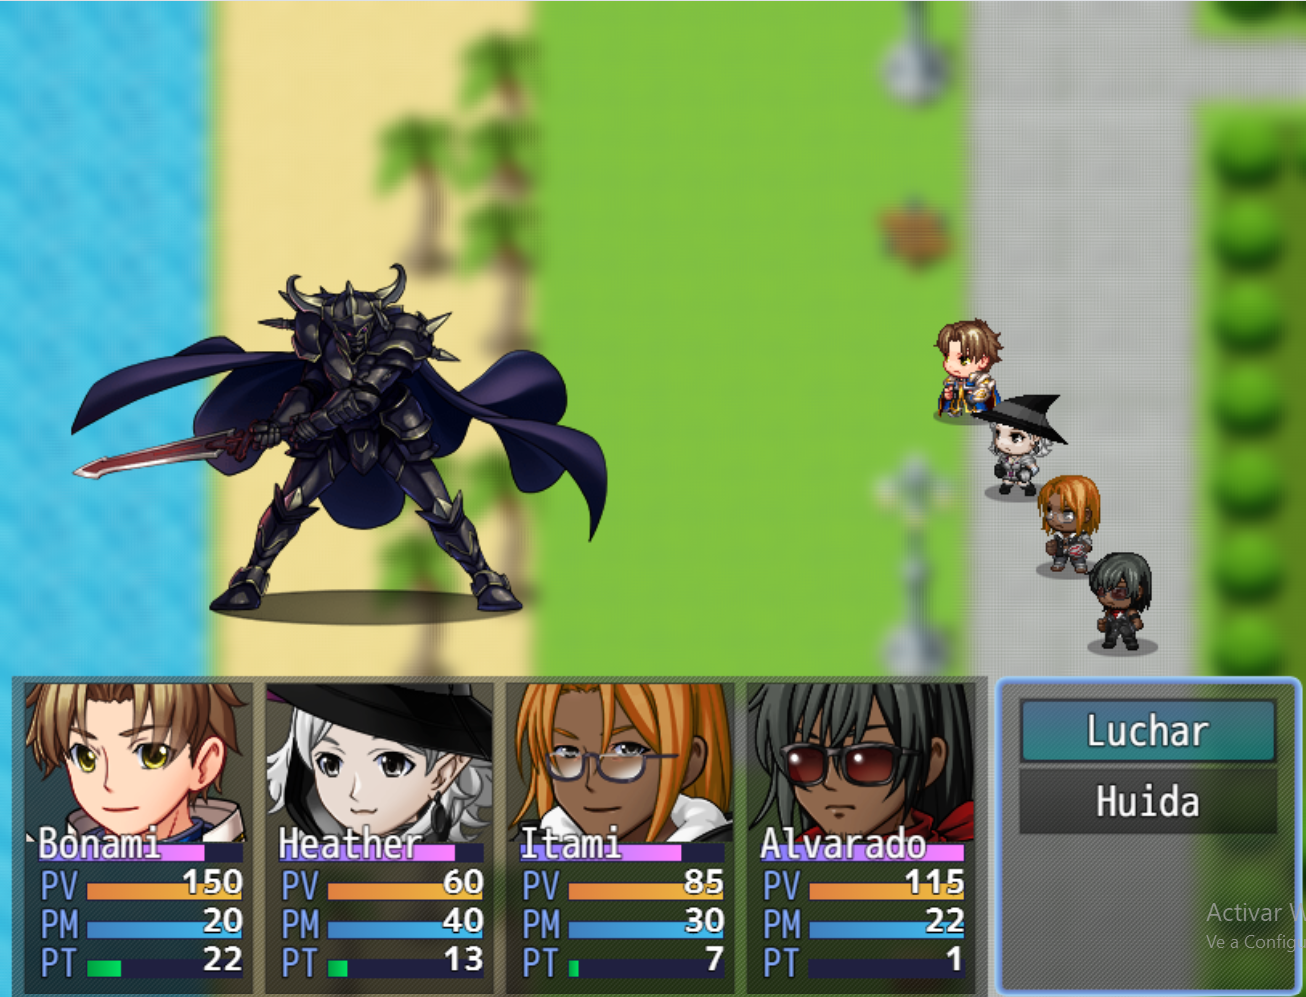 Bonami
PV 150
PM 20
PT 22
Heather
PV 60
PM 40
PT 13
Itami
PV 85
PM 30
PT 7
Alvarado
PV 115
PM 22
PT 1
Luchar
Huida
Activar
Ve a